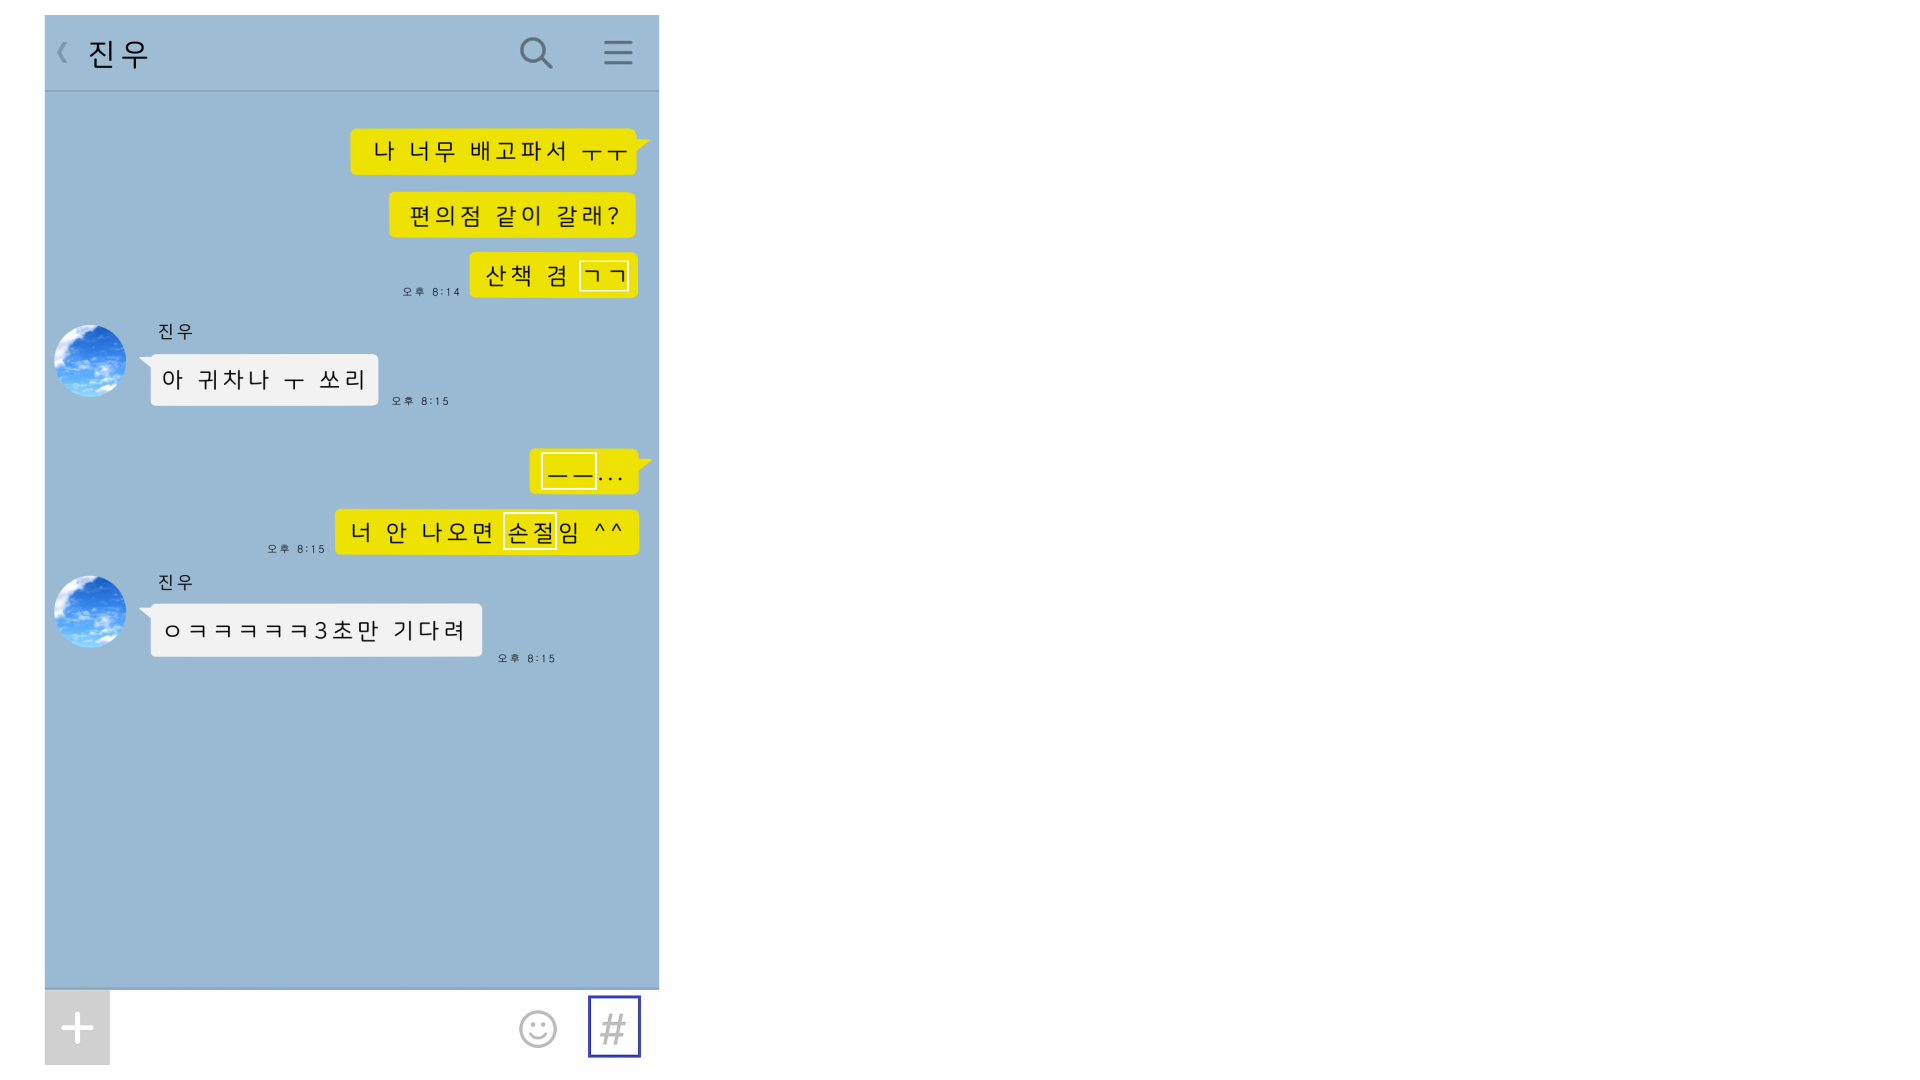 진우
나 너무 배고파서 ㅜㅜ
편의점 같이 갈래?
산책 겸 ㄱㄱ
오후 8:14
진우
아 귀차나 ㅜ 쏘리
오후 8:15
ㅡㅡ...
너 안 나오면 손절임 ^^
오후 8:15
진우
ㅇㅋㅋㅋㅋㅋ3초만 기다려
오후 8:15
#